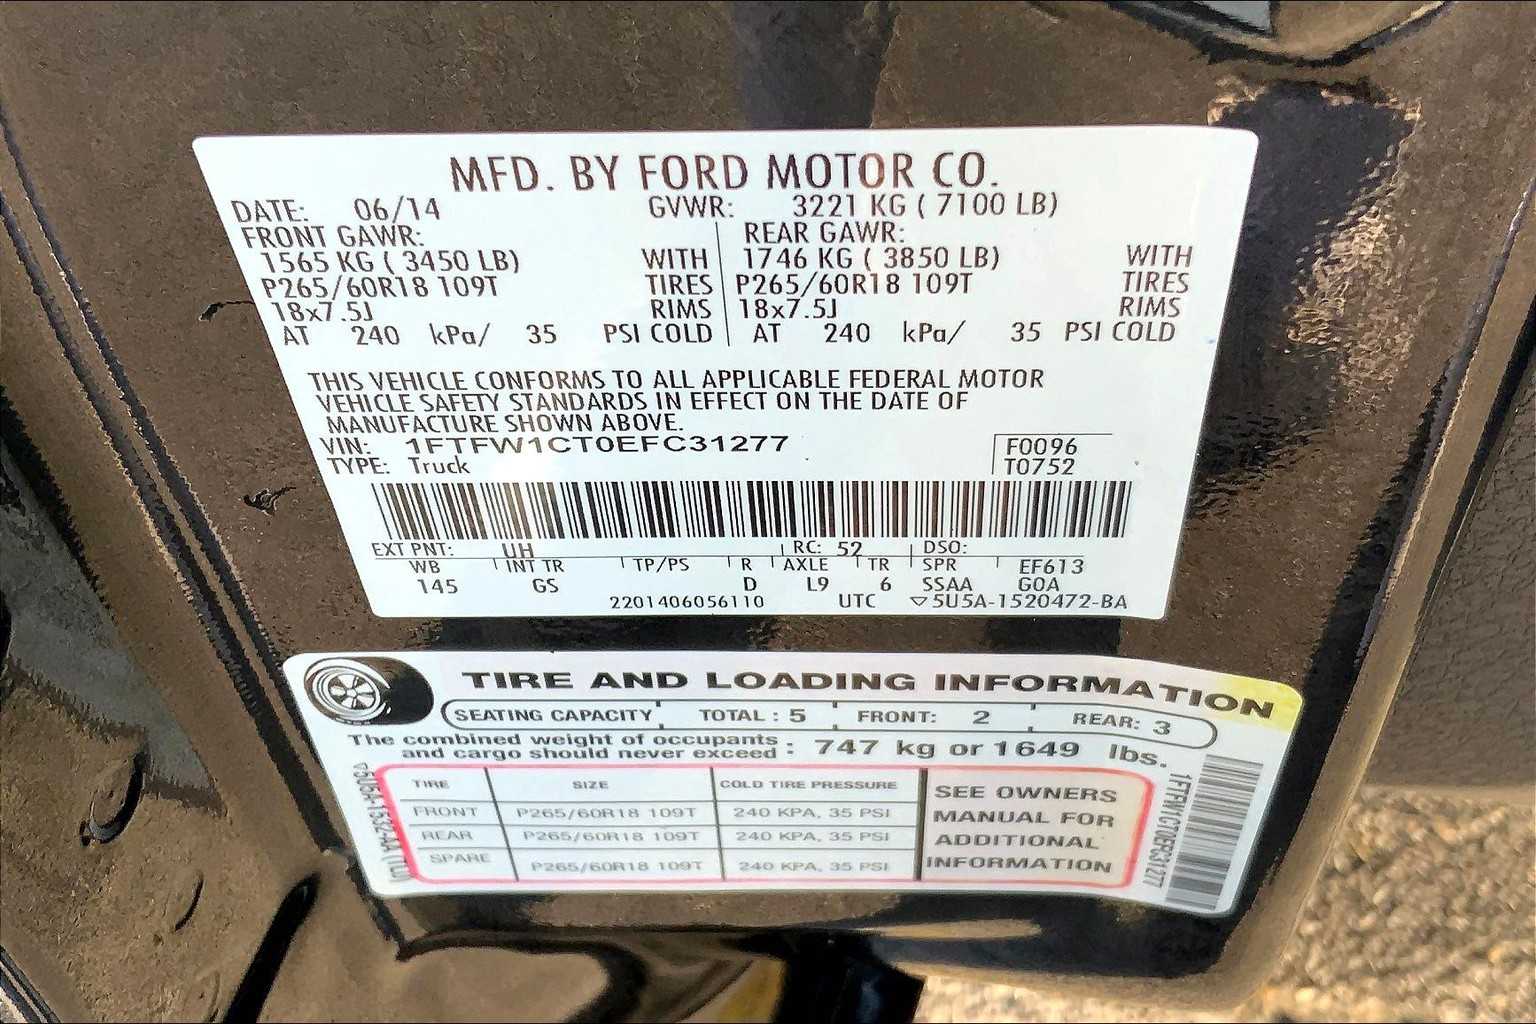 MFD. BY FORD MOTOR CO.
DATE: 06/14 GVWR: 3221 KG ( 7100 LB)
FRONT GAWR: REAR GAWR:
1565 KG ( 3450 LB) WITH 1746 KG ( 3850 LB) WITH
P265/60R18 109T TIRES P265/60R18 109T TIRES
18x7.5J RIMS 18x7.5J RIMS
AT 240 kPa/ 35 PSI COLD AT 240 kPa/ 35 PSI COLD
THIS VEHICLE CONFORMS TO ALL APPLICABLE FEDERAL MOTOR
VEHICLE SAFETY STANDARDS IN EFFECT ON THE DATE OF
MANUFACTURE SHOWN ABOVE.
VIN: 1FTFW1CT0EFC31277 F0096
TYPE: Truck T0752
EXT PNT: UH RC: 52 DSO:
WB INT TR TP/PS R AXLE TR SPR EF613
145 GS D L9 6 SSAA G0A
2201406056110 UTC ▽5U5A-1520472-BA
TIRE AND LOADING INFORMATION
SEATING CAPACITY TOTAL : 5 FRONT: 2 REAR: 3
The combined weight of occupants
and cargo should never exceed : 747 kg or 1649 lbs.
TIRE SIZE COLD TIRE PRESSURE SEE OWNERS
FRONT P265/60R18 109T 240 KPA, 35 PSI MANUAL FOR
REAR P265/60R18 109T 240 KPA, 35 PSI ADDITIONAL
SPARE P265/60R18 109T 240 KPA, 35 PSI INFORMATION
1FTFW1CT0EFC31277